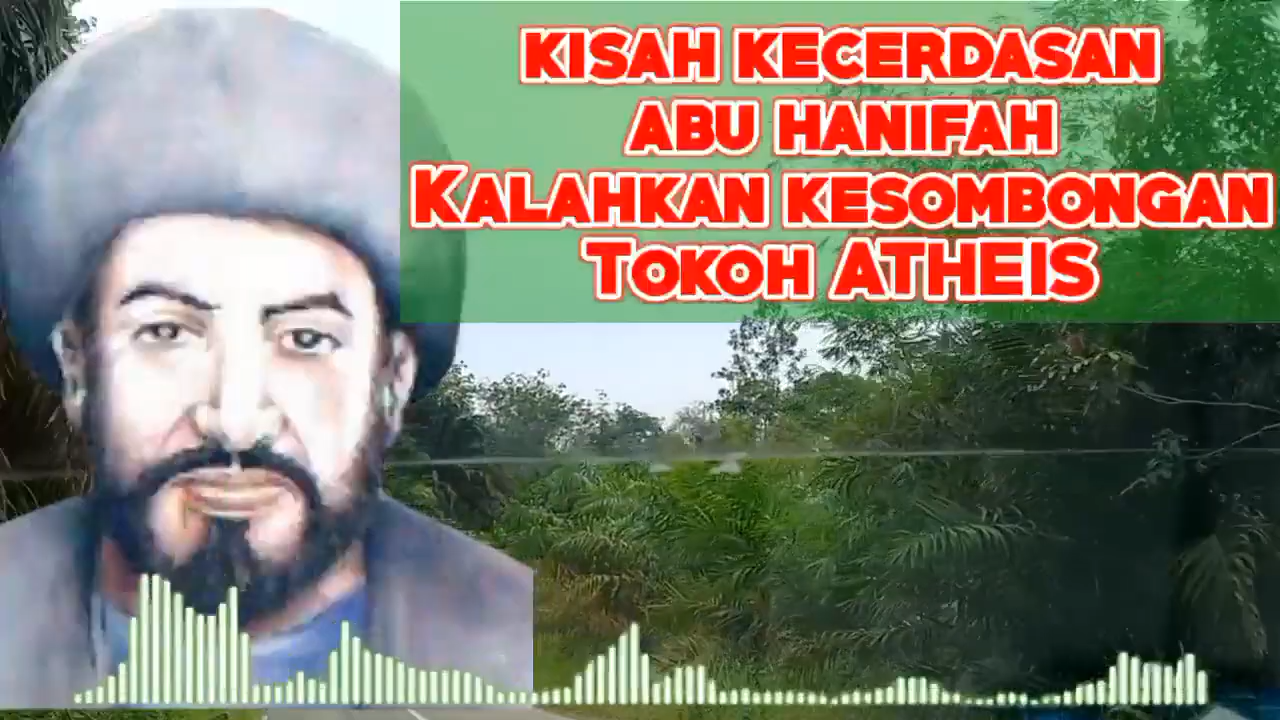 KISAH KECERDASAN
ABU HANIFAH
KALAHKAN KESOMBONGAN
TOKOH ATHEIS